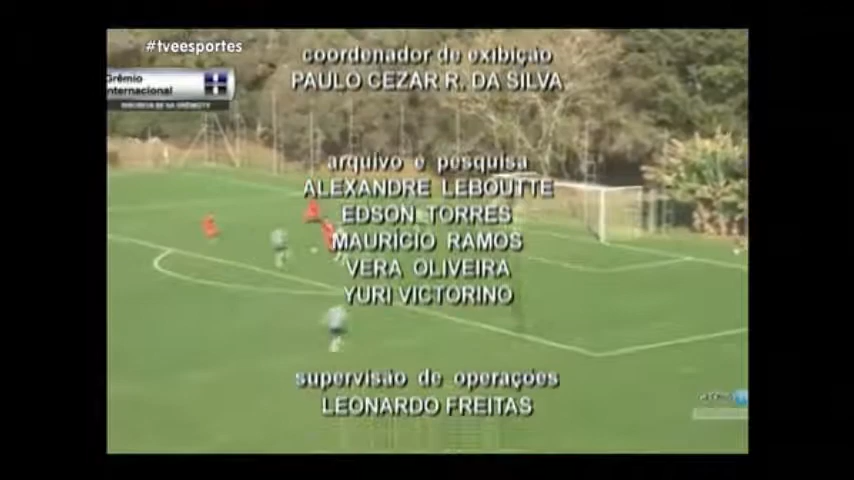 #tveesportes
coordenador de exibição
PAULO CEZAR R. DA SILVA
Grêmio
Internacional
arquivo e pesquisa
ALEXANDRE LEBOUTTE
EDSON TORRES
MAURÍCIO RAMOS
VERA OLIVEIRA
YURI VICTORINO
supervisão de operações
LEONARDO FREITAS